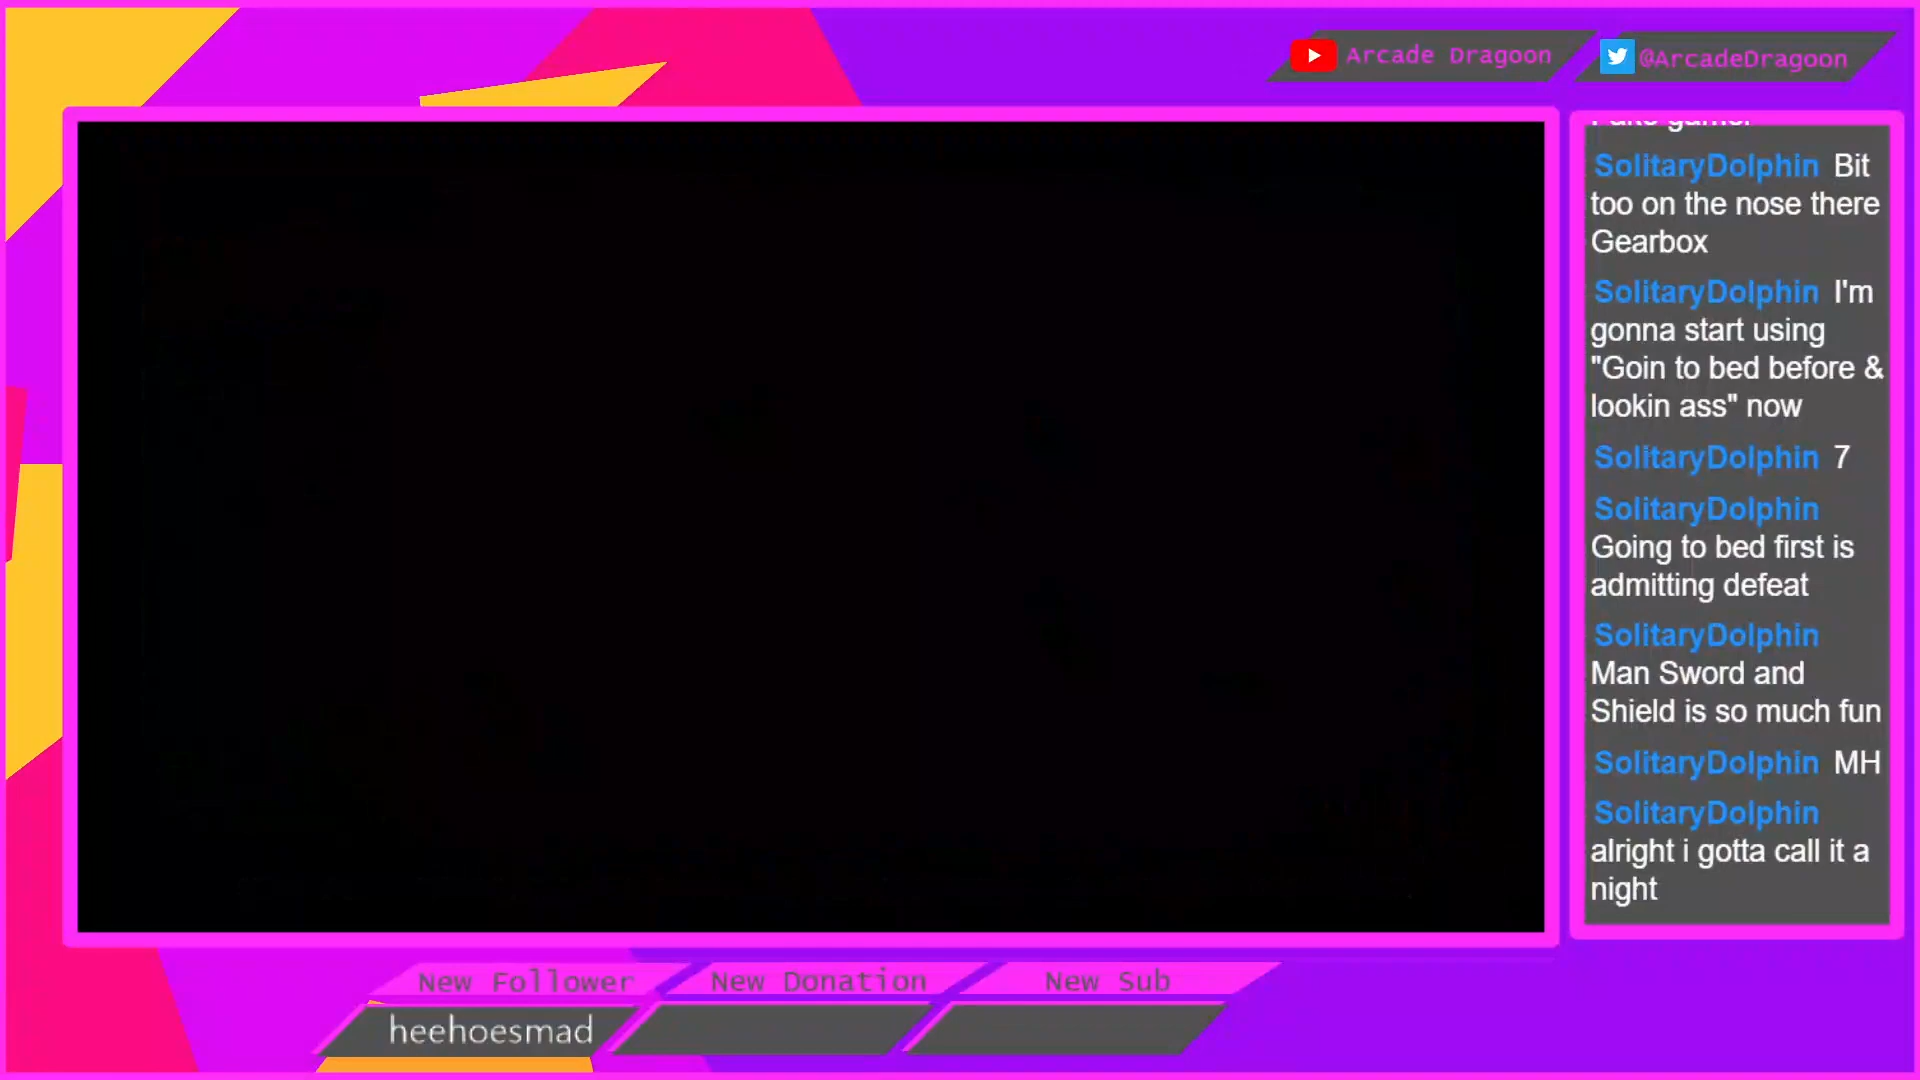 Arcade Dragoon
@ArcadeDragoon
SolitaryDolphin Bit
too on the nose there
Gearbox
SolitaryDolphin I'm
gonna start using
"Goin to bed before &
lookin ass" now
SolitaryDolphin 7
SolitaryDolphin
Going to bed first is
admitting defeat
SolitaryDolphin
Man Sword and
Shield is so much fun
SolitaryDolphin MH
SolitaryDolphin
alright i gotta call it a
night
New Follower
New Donation
New Sub
heehoesmad